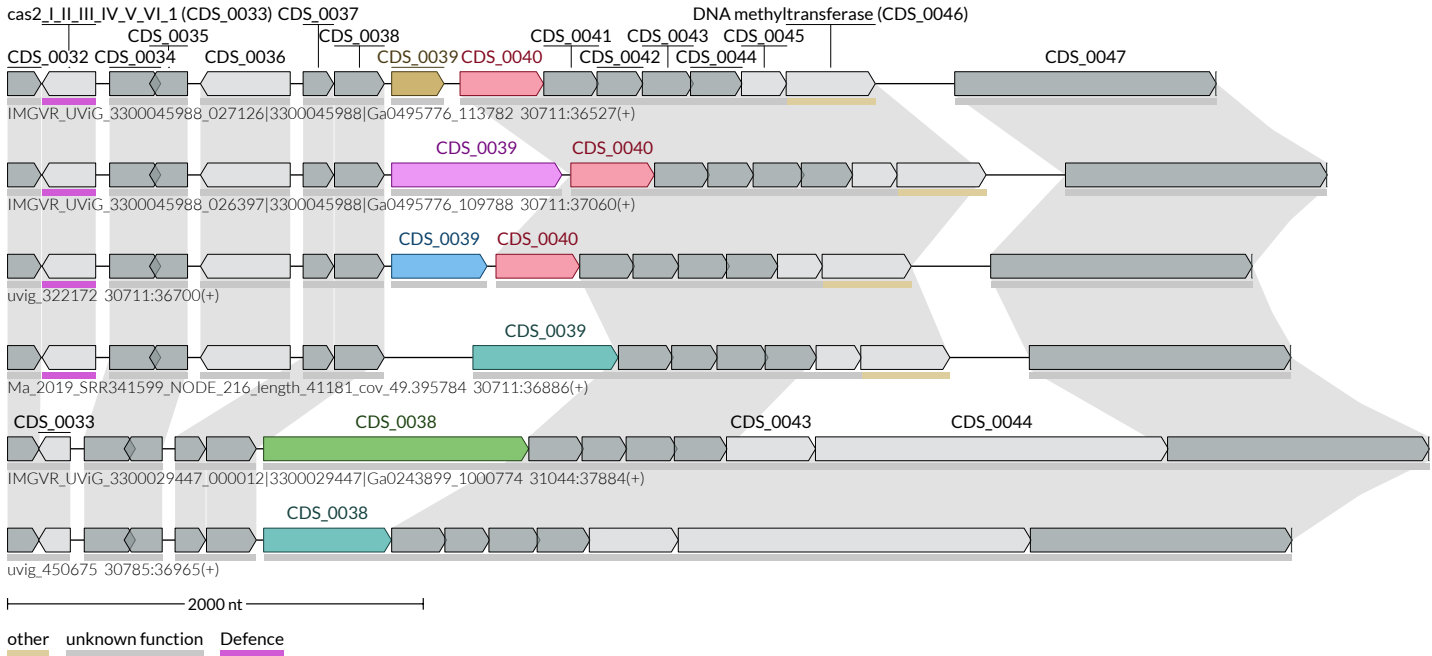 cas2_I_II_III_IV_V_VI_1 (CDS_0033) CDS_0037 DNA methyltransferase (CDS_0046)
CDS_0035 CDS_0038 CDS_0041 CDS_0043 CDS_0045
CDS_0032 CDS_0034 CDS_0036 CDS_0039 CDS_0040 CDS_0042 CDS_0044 CDS_0047
IMGVR_UViG_3300045988_027126|3300045988|Ga0495776_113782 30711:36527(+)
CDS_0039 CDS_0040
IMGVR_UViG_3300045988_026397|3300045988|Ga0495776_109788 30711:37060(+)
CDS_0039 CDS_0040
uvig_322172 30711:36700(+)
CDS_0039
Ma_2019_SRR341599_NODE_216_length_41181_cov_49.395784 30711:36886(+)
CDS_0033 CDS_0038 CDS_0043 CDS_0044
IMGVR_UViG_3300029447_000012|3300029447|Ga0243899_1000774 31044:37884(+)
CDS_0038
uvig_450675 30785:36965(+)
2000 nt
other unknown function Defence